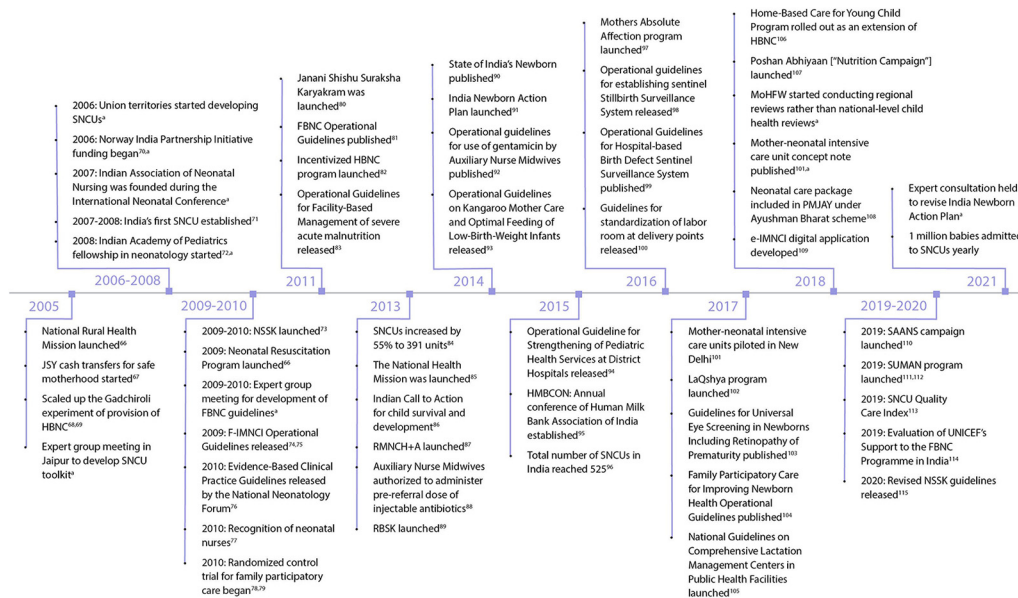 2005
National Rural Health
Mission launched⁶⁶
JSY cash transfers for safe
motherhood started⁶⁷
Scaled up the Gadchiroli
experiment of provision of
HBNC⁶⁸,⁶⁹
Expert group meeting in
Jaipur to develop SNCU
toolkitᵃ
2006-2008
2006: Union territories started developing
SNCUsᵃ
2006: Norway India Partnership Initiative
funding began⁷⁰,ᵃ
2007: Indian Association of Neonatal
Nursing was founded during the
International Neonatal Conferenceᵃ
2007-2008: India's first SNCU established⁷¹
2008: Indian Academy of Pediatrics
fellowship in neonatology started⁷²,ᵃ
2009-2010
2009-2010: NSSK launched⁷³
2009: Neonatal Resuscitation
Program launched⁶⁶
2009-2010: Expert group
meeting for development of
FBNC guidelinesᵃ
2009: F-IMNCI Operational
Guidelines released⁷⁴,⁷⁵
2010: Evidence-Based Clinical
Practice Guidelines released
by the National Neonatology
Forum⁷⁶
2010: Recognition of neonatal
nurses⁷⁷
2010: Randomized control
trial for family participatory
care began⁷⁸,⁷⁹
2011
Janani Shishu Suraksha
Karyakram was
launched⁸⁰
FBNC Operational
Guidelines published⁸¹
Incentivized HBNC
program launched⁸²
Operational Guidelines
for Facility-Based
Management of severe
acute malnutrition
released⁸³
2013
SNCUs increased by
55% to 391 units⁸⁴
The National Health
Mission was launched⁸⁵
Indian Call to Action
for child survival and
development⁸⁶
RMNCH+A launched⁸⁷
Auxiliary Nurse Midwives
authorized to administer
pre-referral dose of
injectable antibiotics⁸⁸
RBSK launched⁸⁹
2014
State of India's Newborn
published⁹⁰
India Newborn Action
Plan launched⁹¹
Operational guidelines
for use of gentamicin by
Auxiliary Nurse Midwives
published⁹²
Operational Guidelines
on Kangaroo Mother Care
and Optimal Feeding of
Low-Birth-Weight Infants
released⁹³
2015
Operational Guideline for
Strengthening of Pediatric
Health Services at District
Hospitals released⁹⁴
HMBCON: Annual
conference of Human Milk
Bank Association of India
established⁹⁵
Total number of SNCUs in
India reached 525⁹⁶
2016
Mothers Absolute
Affection program
launched⁹⁷
Operational guidelines
for establishing sentinel
Stillbirth Surveillance
System released⁹⁸
Operational Guidelines
for Hospital-based
Birth Defect Sentinel
Surveillance System
published⁹⁹
Guidelines for
standardization of labor
room at delivery points
released¹⁰⁰
2017
Mother-neonatal intensive
care units piloted in New
Delhi¹⁰¹
LaQshya program
launched¹⁰²
Guidelines for Universal
Eye Screening in Newborns
Including Retinopathy of
Prematurity published¹⁰³
Family Participatory Care
for Improving Newborn
Health Operational
Guidelines published¹⁰⁴
National Guidelines on
Comprehensive Lactation
Management Centers in
Public Health Facilities
launched¹⁰⁵
2018
Home-Based Care for Young Child
Program rolled out as an extension of
HBNC¹⁰⁶
Poshan Abhiyaan ["Nutrition Campaign"]
launched¹⁰⁷
MoHFW started conducting regional
reviews rather than national-level child
health reviewsᵃ
Mother-neonatal intensive
care unit concept note
published¹⁰¹,ᵃ
Neonatal care package
included in PMJAY under
Ayushman Bharat scheme¹⁰⁸
e-IMNCI digital application
developed¹⁰⁹
2019-2020
2019: SAANS campaign
launched¹¹⁰
2019: SUMAN program
launched¹¹¹,¹¹²
2019: SNCU Quality
Care Index¹¹³
2019: Evaluation of UNICEF's
Support to the FBNC
Programme in India¹¹⁴
2020: Revised NSSK guidelines
released¹¹⁵
2021
Expert consultation held
to revise India Newborn
Action Planᵃ
1 million babies admitted
to SNCUs yearly